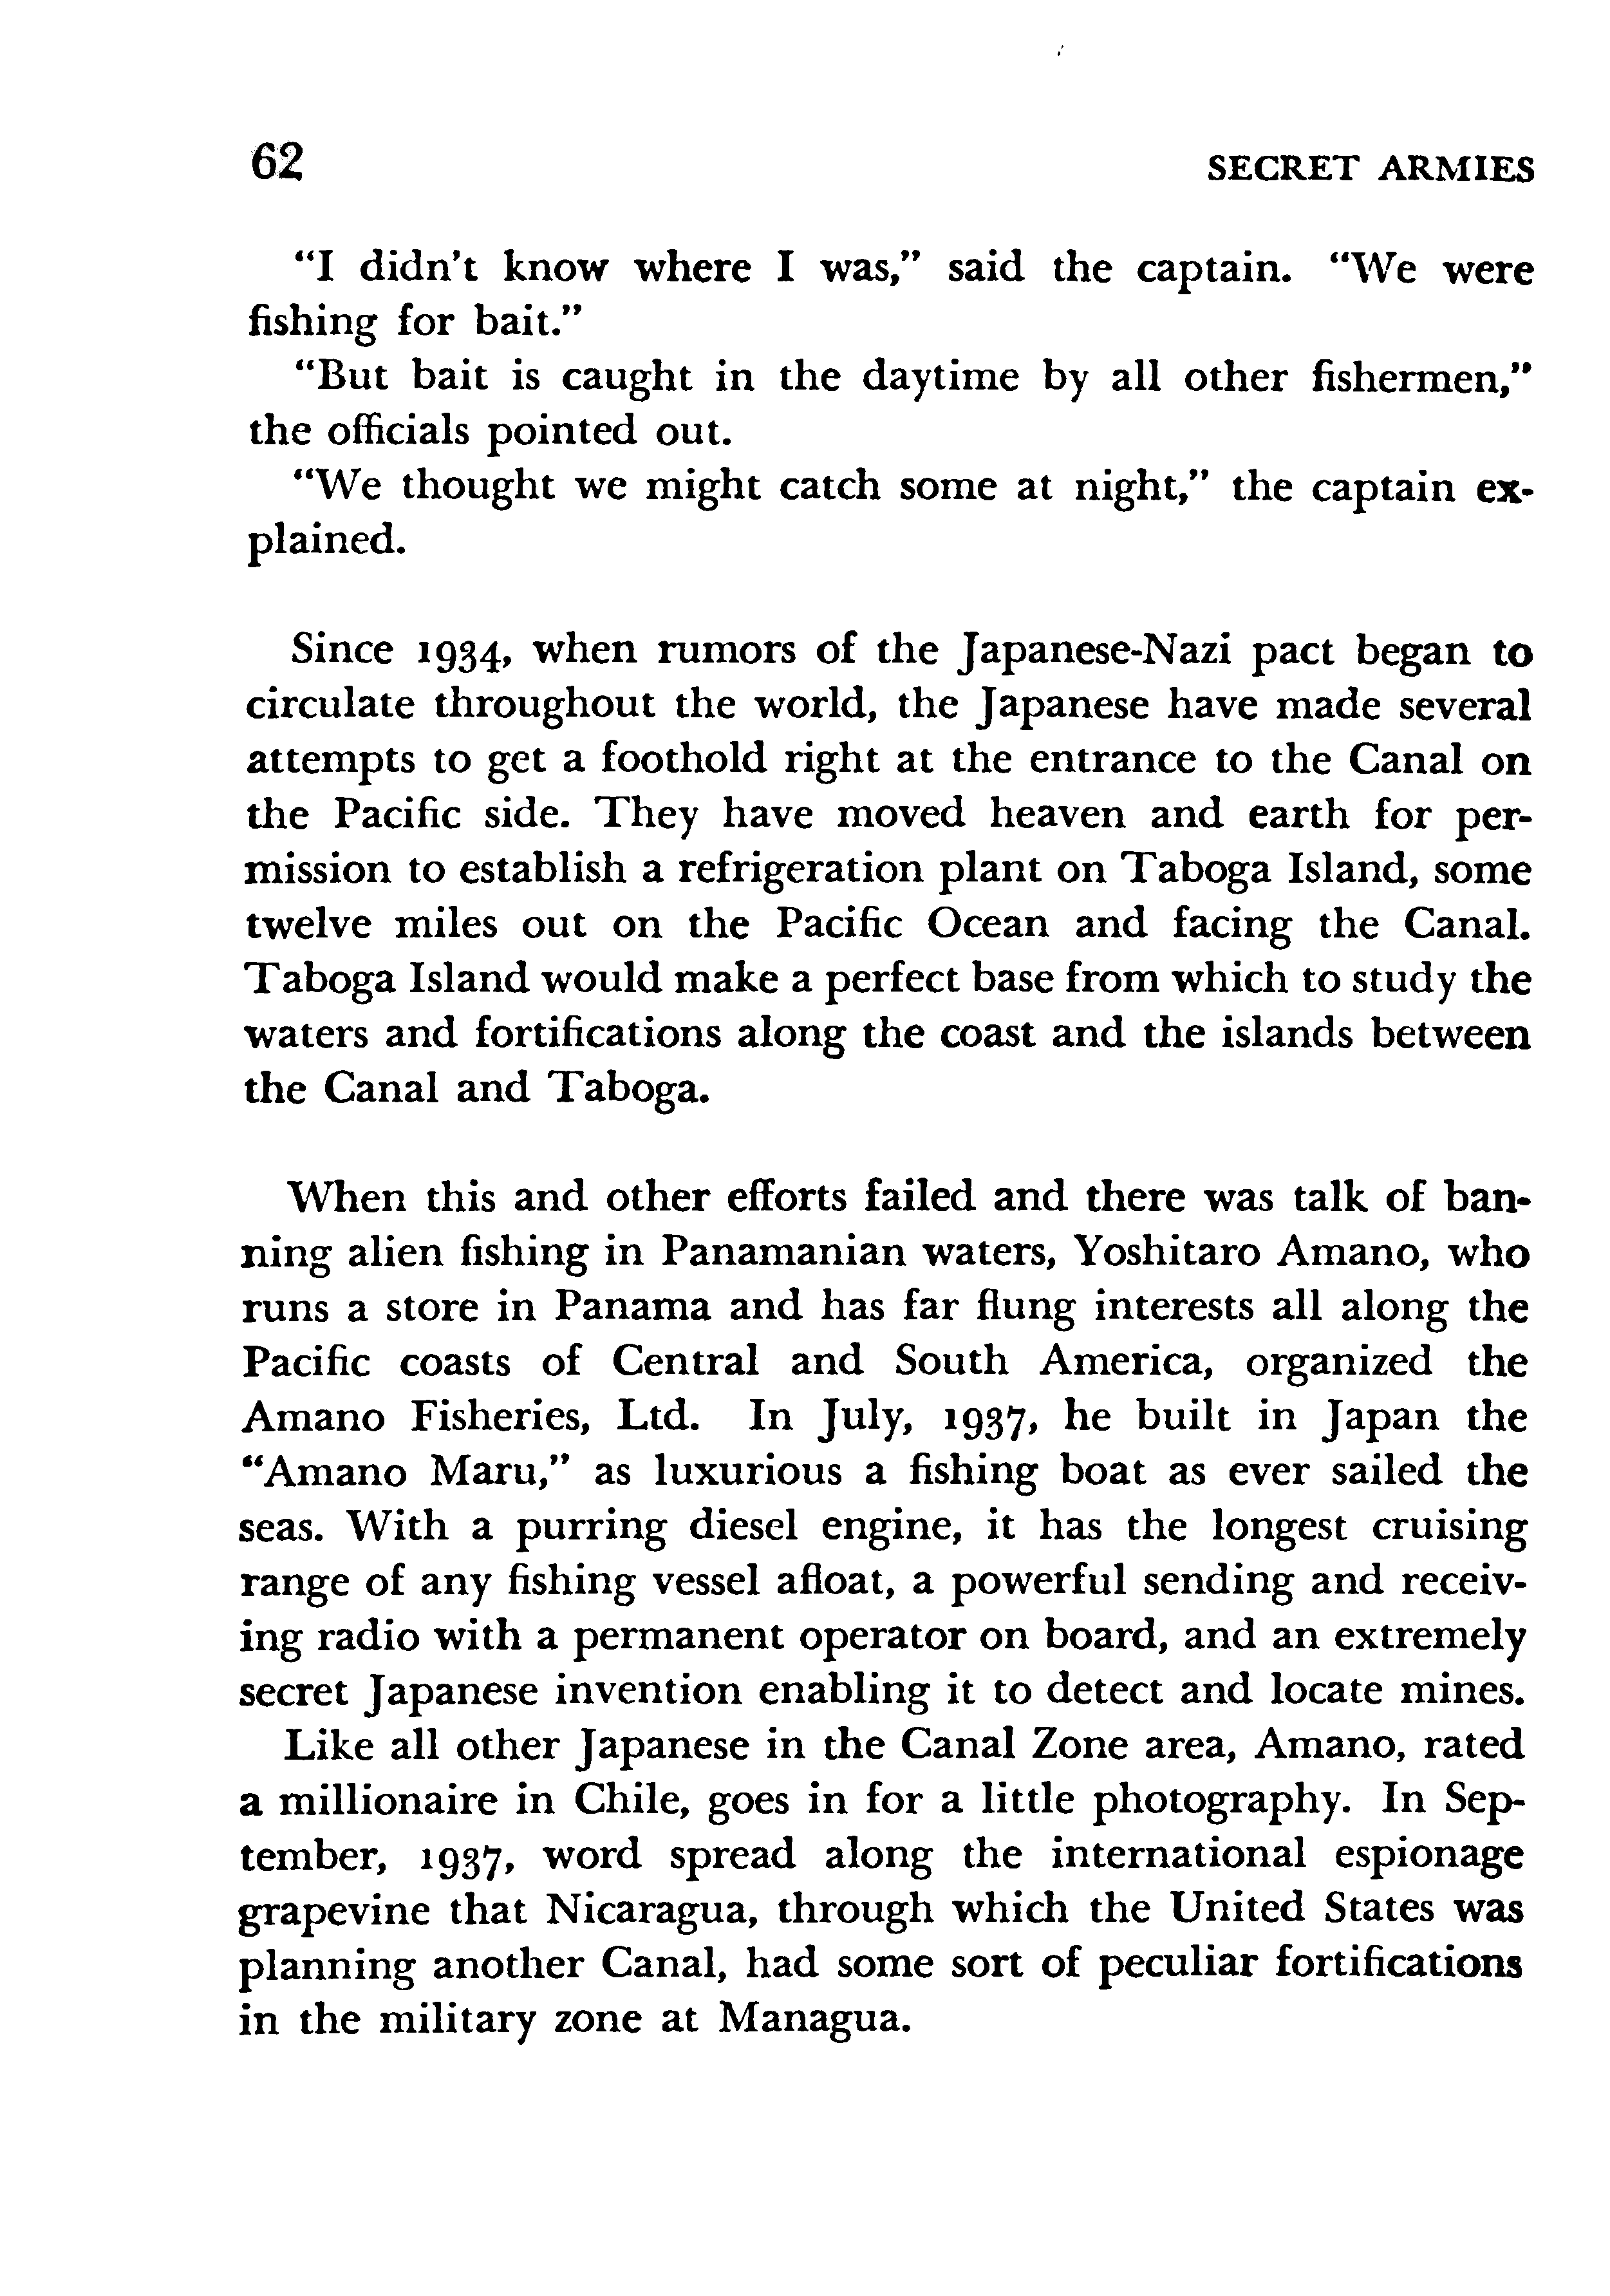 62 SECRET ARMIES
“I didn't know where I was,” said the captain. “We were
fishing for bait.”
“But bait is caught in the daytime by all other fishermen,”
the officials pointed out.
“We thought we might catch some at night,” the captain ex-
plained.
Since 1934, when rumors of the Japanese-Nazi pact began to
circulate throughout the world, the Japanese have made several
attempts to get a foothold right at the entrance to the Canal on
the Pacific side. They have moved heaven and earth for per-
mission to establish a refrigeration plant on Taboga Island, some
twelve miles out on the Pacific Ocean and facing the Canal.
Taboga Island would make a perfect base from which to study the
waters and fortifications along the coast and the islands between
the Canal and Taboga.
When this and other efforts failed and there was talk of ban-
ning alien fishing in Panamanian waters, Yoshitaro Amano, who
runs a store in Panama and has far flung interests all along the
Pacific coasts of Central and South America, organized the
Amano Fisheries, Ltd. In July, 1937, he built in Japan the
“Amano Maru,” as luxurious a fishing boat as ever sailed the
seas. With a purring diesel engine, it has the longest cruising
range of any fishing vessel afloat, a powerful sending and receiv-
ing radio with a permanent operator on board, and an extremely
secret Japanese invention enabling it to detect and locate mines.
Like all other Japanese in the Canal Zone area, Amano, rated
a millionaire in Chile, goes in for a little photography. In Sep-
tember, 1937, word spread along the international espionage
grapevine that Nicaragua, through which the United States was
planning another Canal, had some sort of peculiar fortifications
in the military zone at Managua.